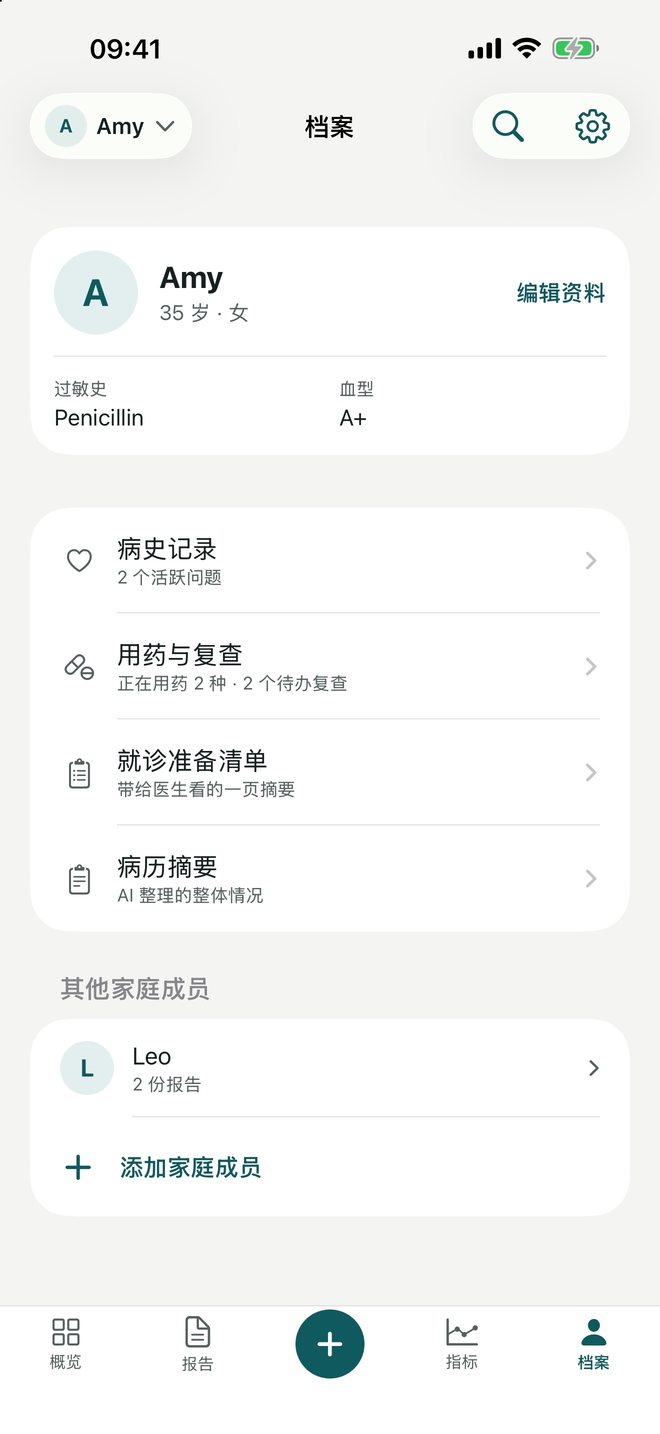 09:41
A Amy
档案
A
Amy
35 岁 · 女
编辑资料
过敏史
血型
Penicillin
A+
病史记录
2 个活跃问题
用药与复查
正在用药 2 种 · 2 个待办复查
就诊准备清单
带给医生看的一页摘要
病历摘要
AI 整理的整体情况
其他家庭成员
L
Leo
2 份报告
添加家庭成员
概览
报告
指标
档案